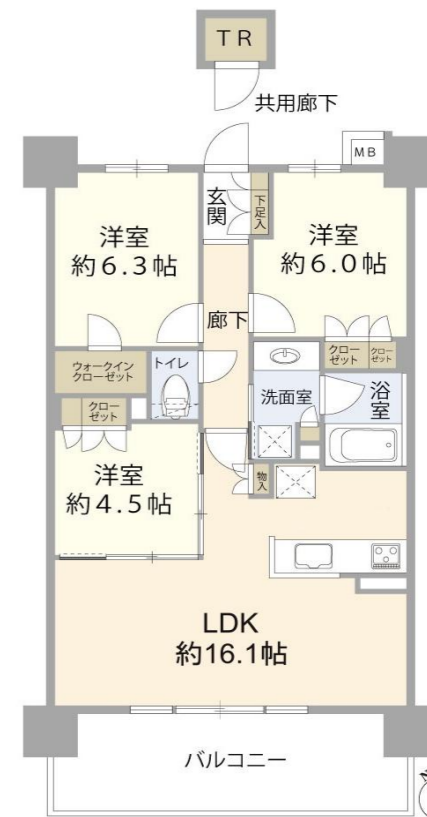 TR
共用廊下
MB
玄関
下足入
洋室
約6.3帖
洋室
約6.0帖
廊下
ウォークイン
クローゼット
トイレ
クロー
ゼット
クロー
ゼット
洗面室
浴室
クロー
ゼット
洋室
約4.5帖
物入
LDK
約16.1帖
バルコニー